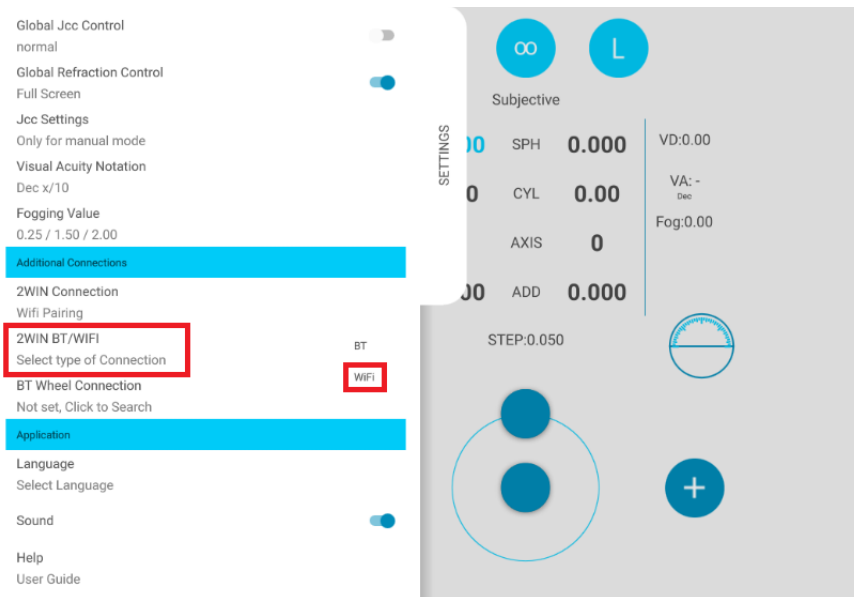 Global Jcc Control
normal
Global Refraction Control
Full Screen
Jcc Settings
Only for manual mode
Visual Acuity Notation
Dec x/10
Fogging Value
0.25 / 1.50 / 2.00
Additional Connections
2WIN Connection
Wifi Pairing
2WIN BT/WIFI
Select type of Connection
BT
WiFi
BT Wheel Connection
Not set, Click to Search
Application
Language
Select Language
Sound
Help
User Guide
SETTINGS
∞ L
Subjective
00 SPH 0.000
0 CYL 0.00
AXIS 0
00 ADD 0.000
STEP:0.050
VD:0.00
VA: -
Dec
Fog:0.00
+